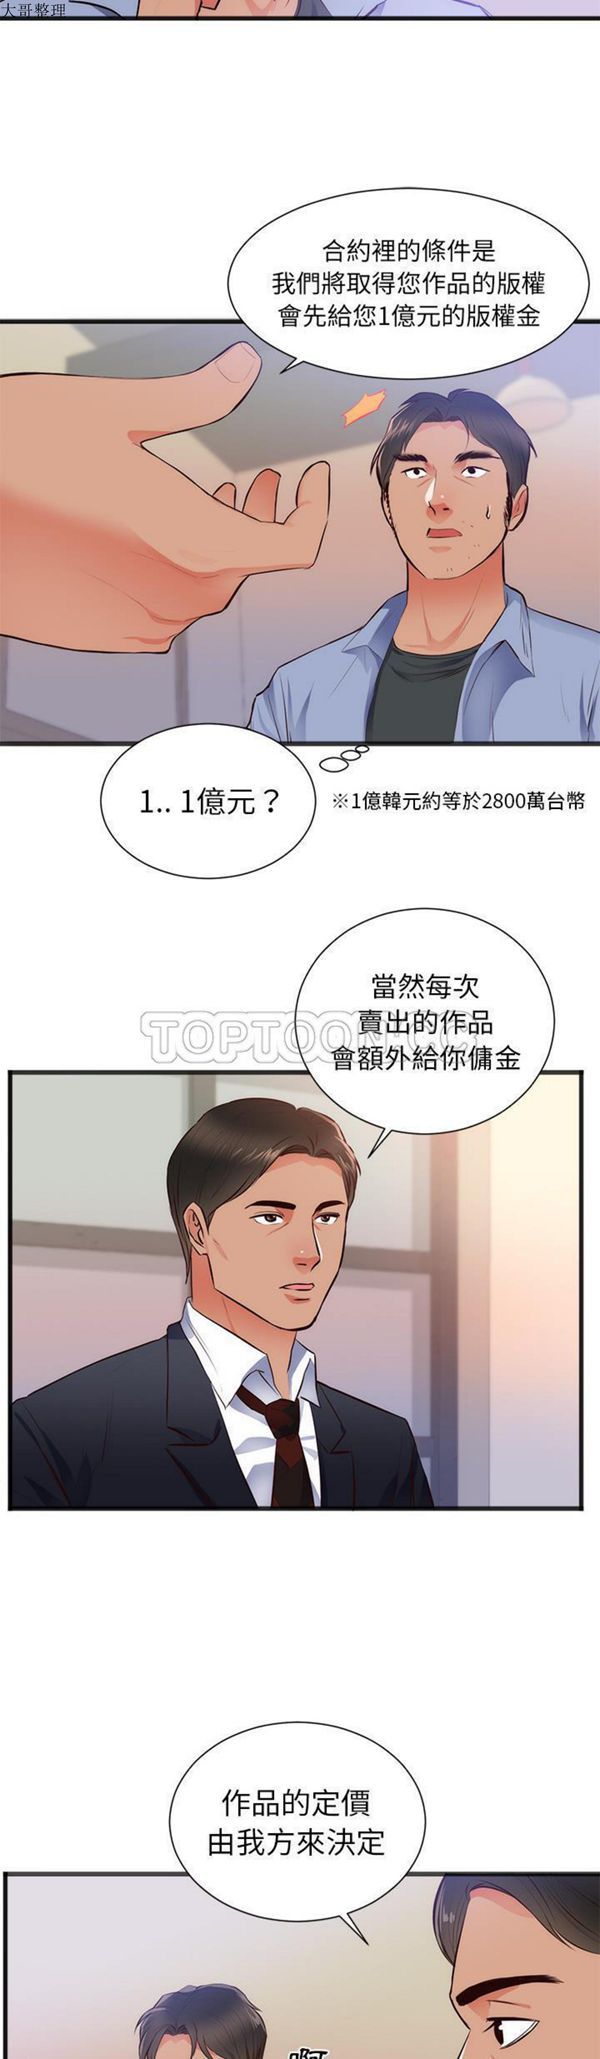 大哥整理
合約裡的條件是
我們將取得您作品的版權
會先給您1億元的版權金
1.. 1億元？
※1億韓元約等於2800萬台幣
當然每次
賣出的作品
會額外給你傭金
TOPTOON.CC
作品的定價
由我方來決定
啊